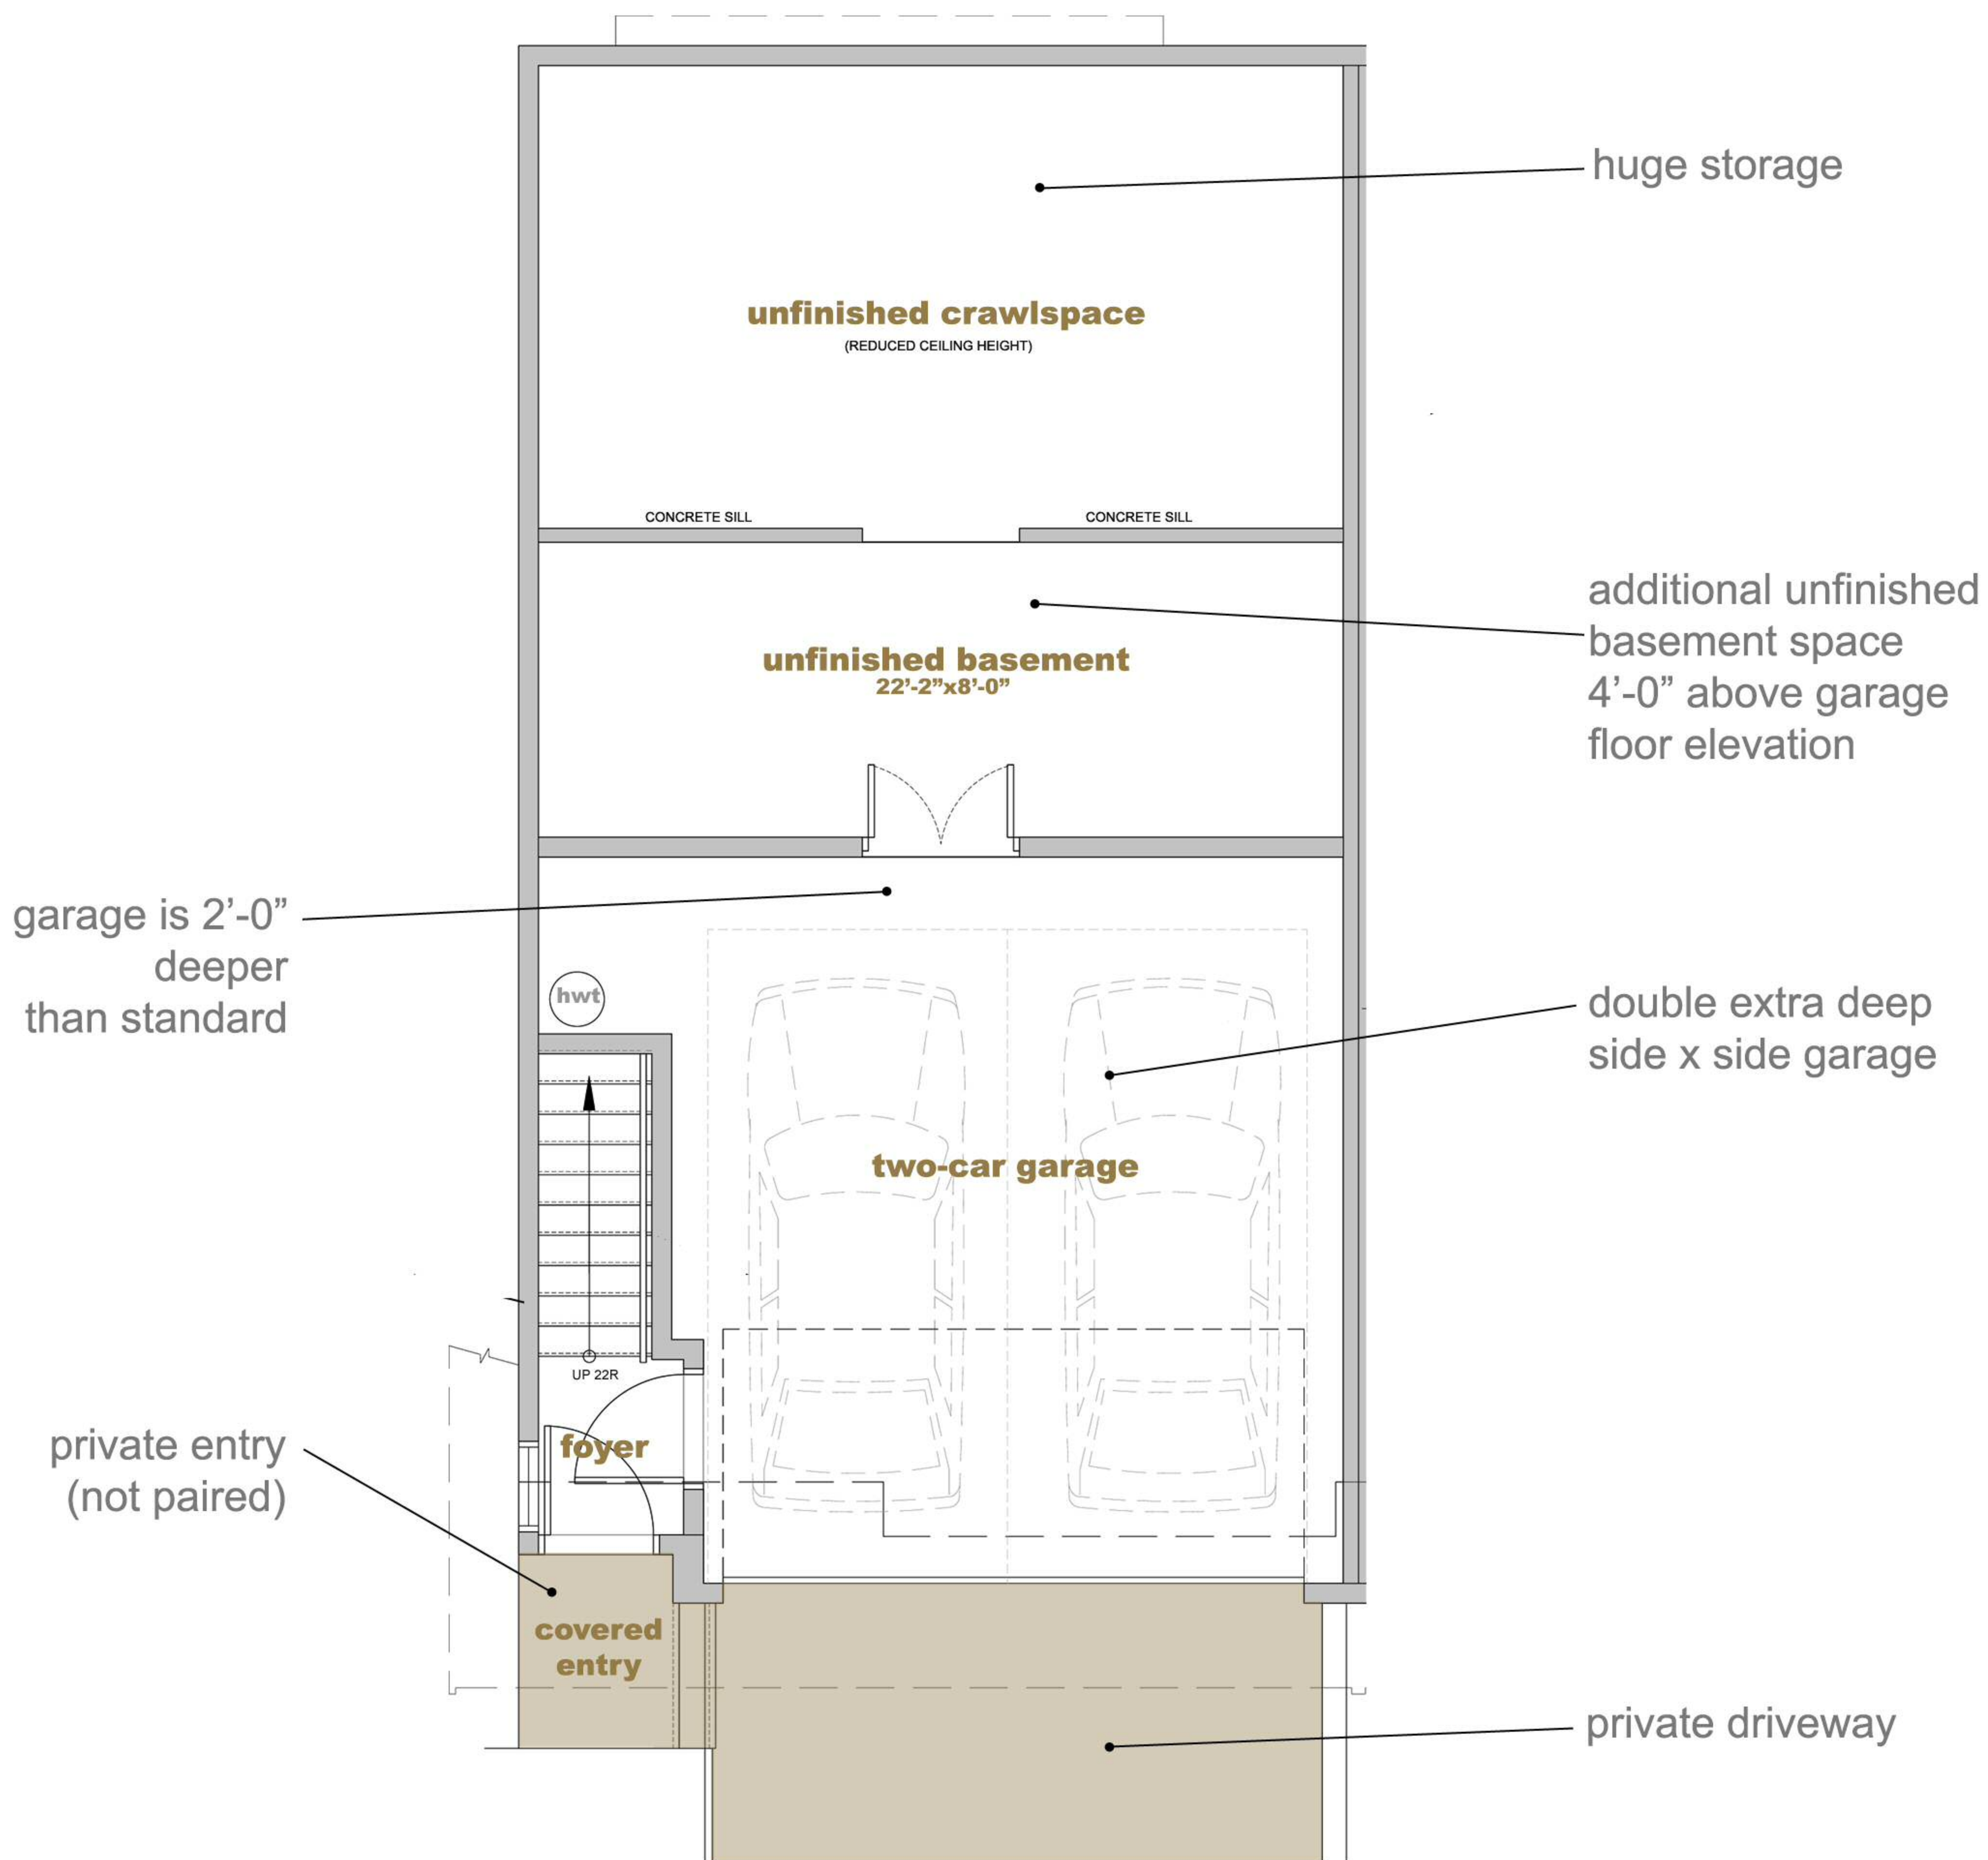 huge storage
unfinished crawlspace
(REDUCED CEILING HEIGHT)
CONCRETE SILL
CONCRETE SILL
additional unfinished
basement space
4’-0” above garage
floor elevation
unfinished basement
22’-2”x8’-0”
garage is 2’-0”
deeper
than standard
hwt
double extra deep
side x side garage
two-car garage
UP 22R
foyer
private entry
(not paired)
covered
entry
private driveway